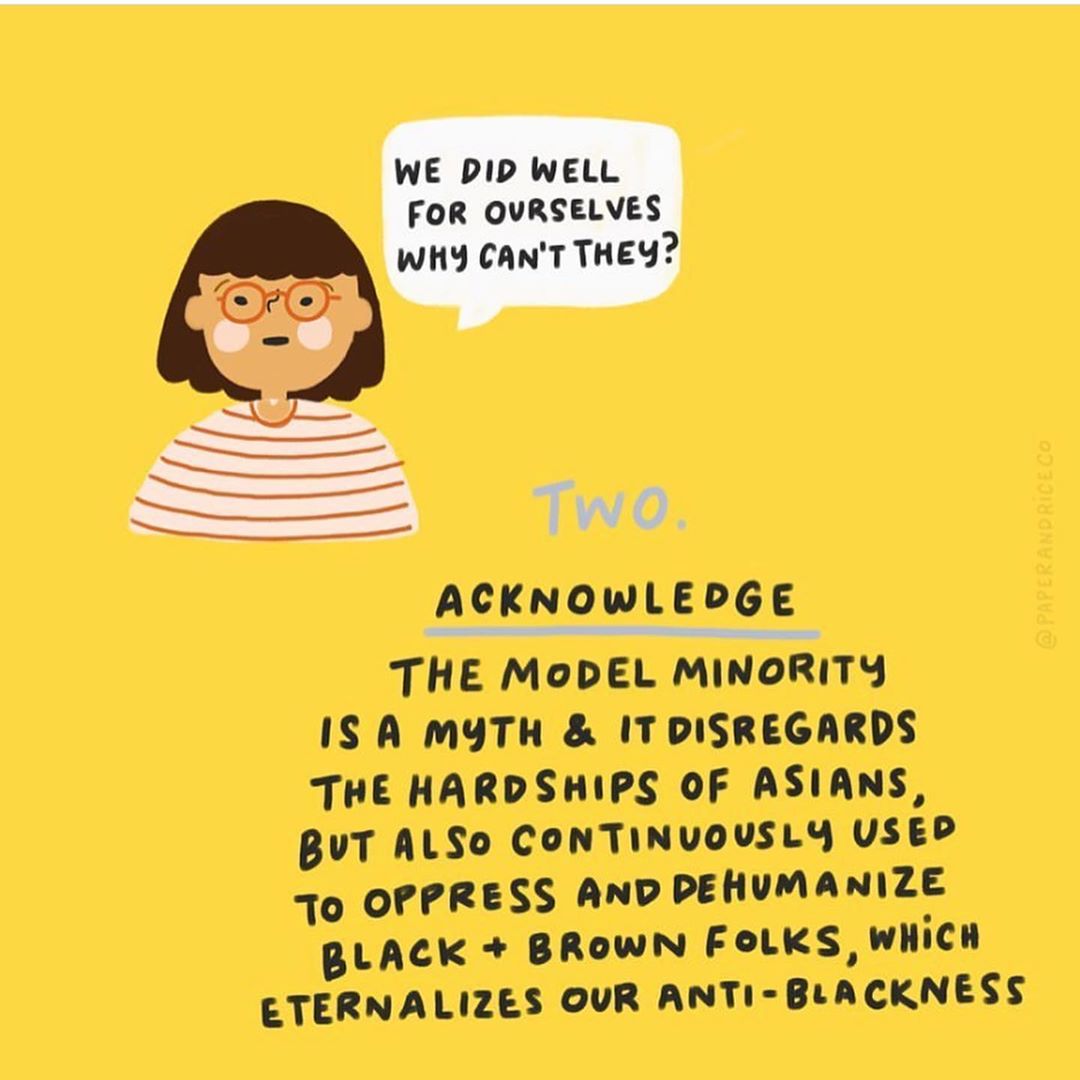 WE DID WELL
FOR OURSELVES
WHY CAN'T THEY?
TWO.
ACKNOWLEDGE
THE MODEL MINORITY
IS A MYTH & IT DISREGARDS
THE HARDSHIPS OF ASIANS,
BUT ALSO CONTINUOUSLY USED
TO OPPRESS AND DEHUMANIZE
BLACK + BROWN FOLKS, WHICH
ETERNALIZES OUR ANTI-BLACKNESS
@PAPERANDRICECO